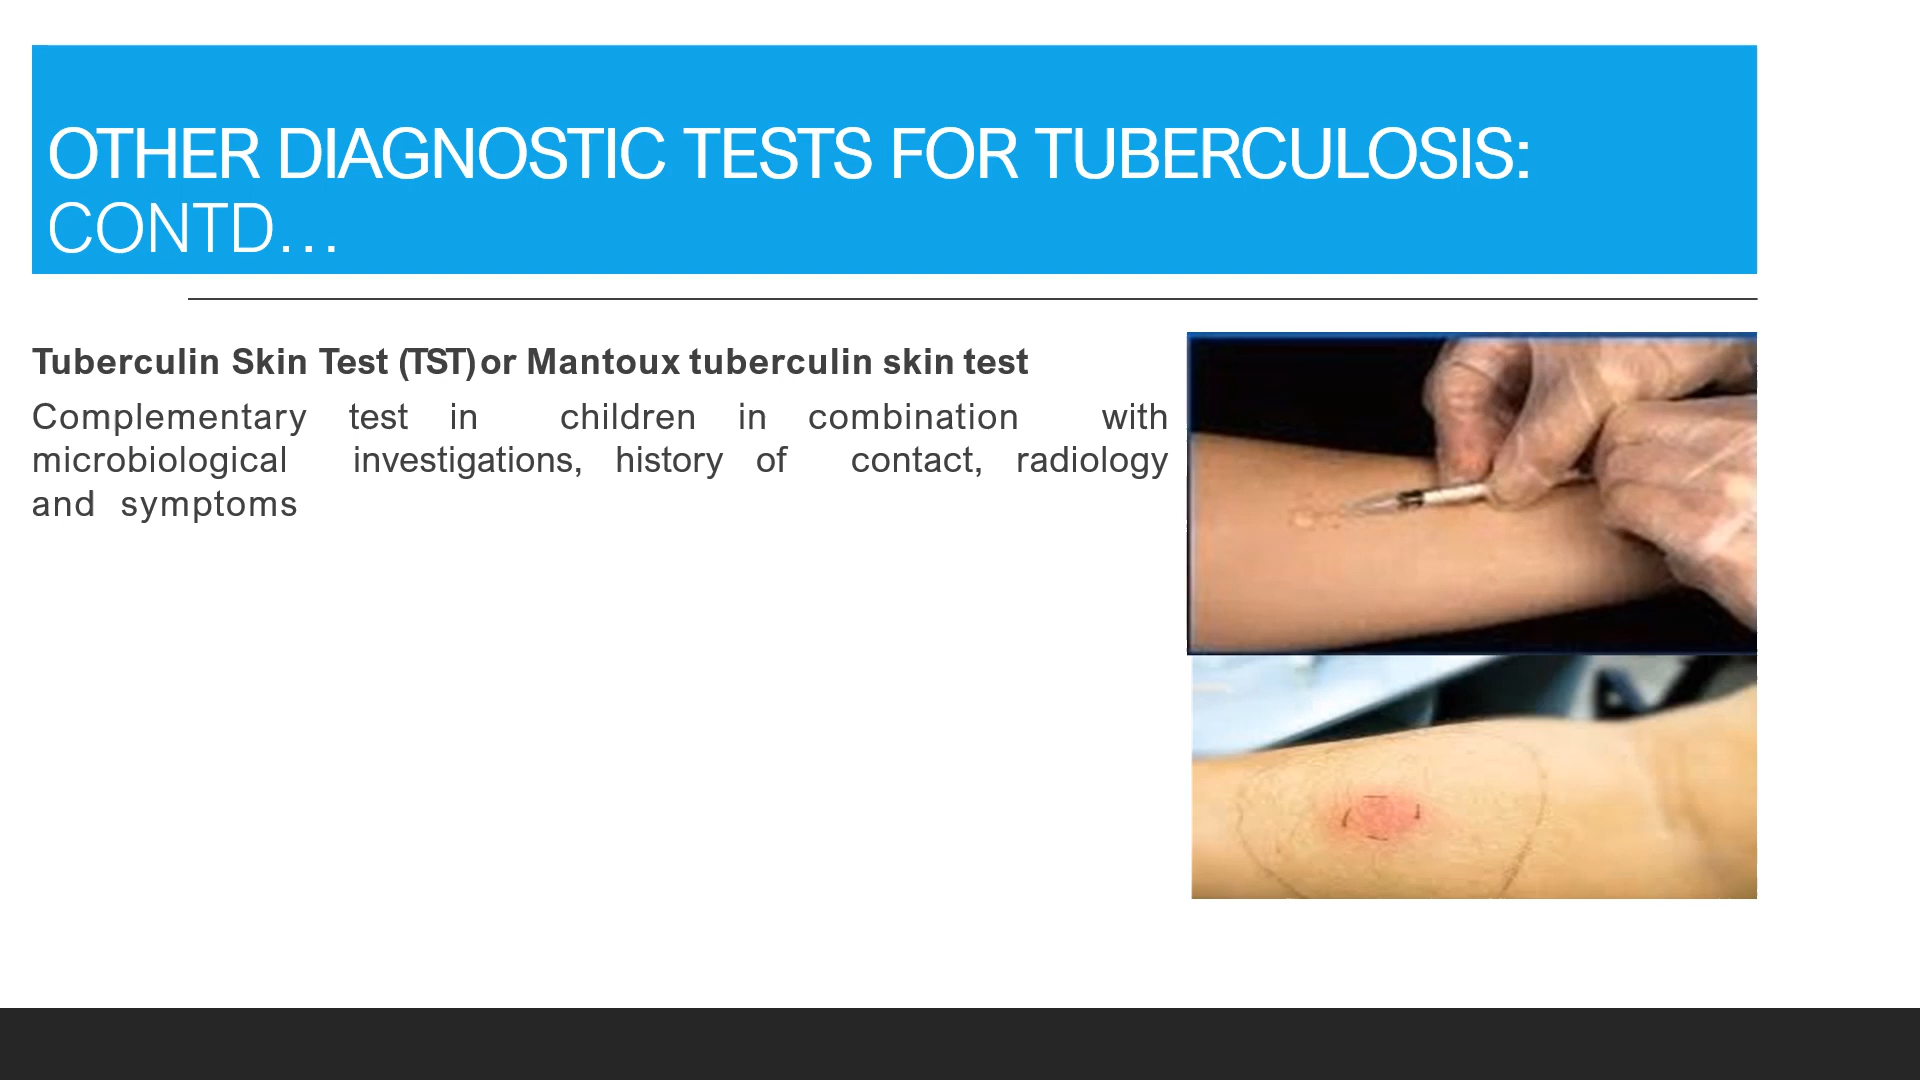 OTHER DIAGNOSTIC TESTS FOR TUBERCULOSIS:
CONTD…
Tuberculin Skin Test (TST) or Mantoux tuberculin skin test
Complementary test in children in combination with
microbiological investigations, history of contact, radiology
and symptoms